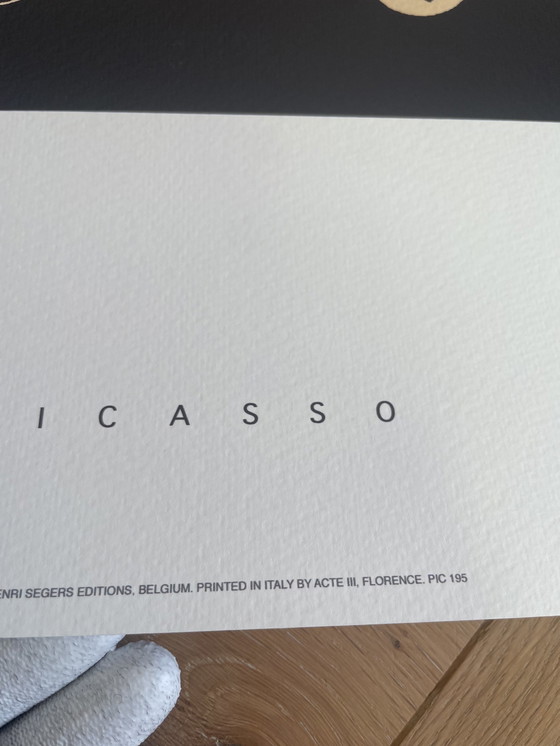 I C A S S O
ENRI SEGERS EDITIONS, BELGIUM. PRINTED IN ITALY BY ACTE III, FLORENCE. PIC 195